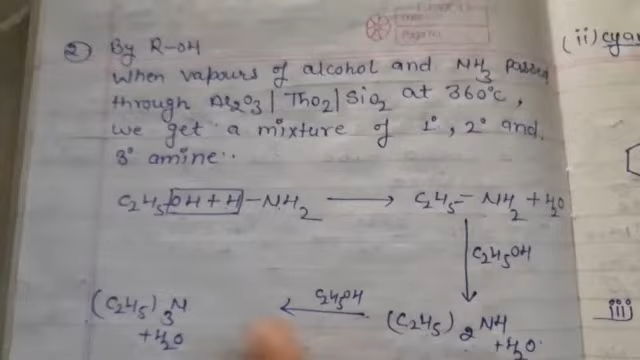 ② By R-OH
When vapours of alcohol and NH3 passed
through Al2O3 | ThO2 | SiO2 at 360°C,
we get a mixture of 1°, 2° and
3° amine.
C2H5 OH + H -NH2 ⟶ C2H5 - NH2 + H2O
↓ C2H5OH
(C2H5)3N ⟵ C2H5OH (C2H5)2NH
+ H2O + H2O
(ii)
iii